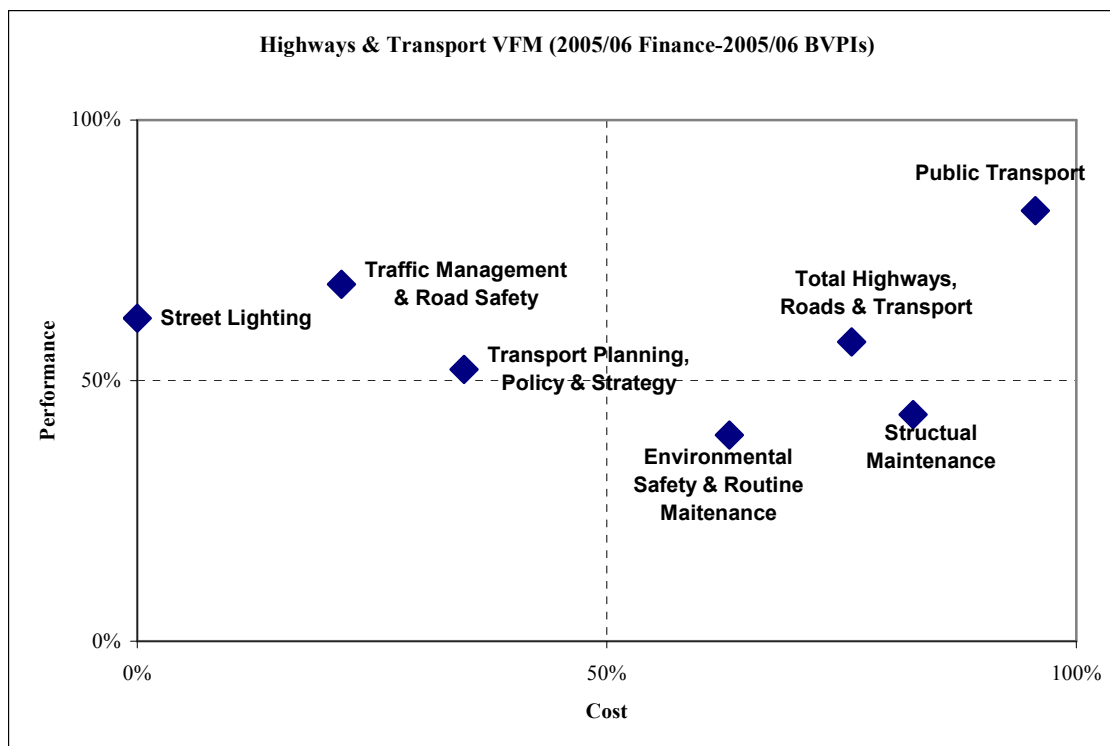 Highways & Transport VFM (2005/06 Finance-2005/06 BVPIs)
100%
Public Transport
Traffic Management
& Road Safety
Total Highways,
Roads & Transport
Street Lighting
Transport Planning,
Policy & Strategy
50%
Performance
Structual
Maintenance
Environmental
Safety & Routine
Maitenance
0%
0%
50%
100%
Cost